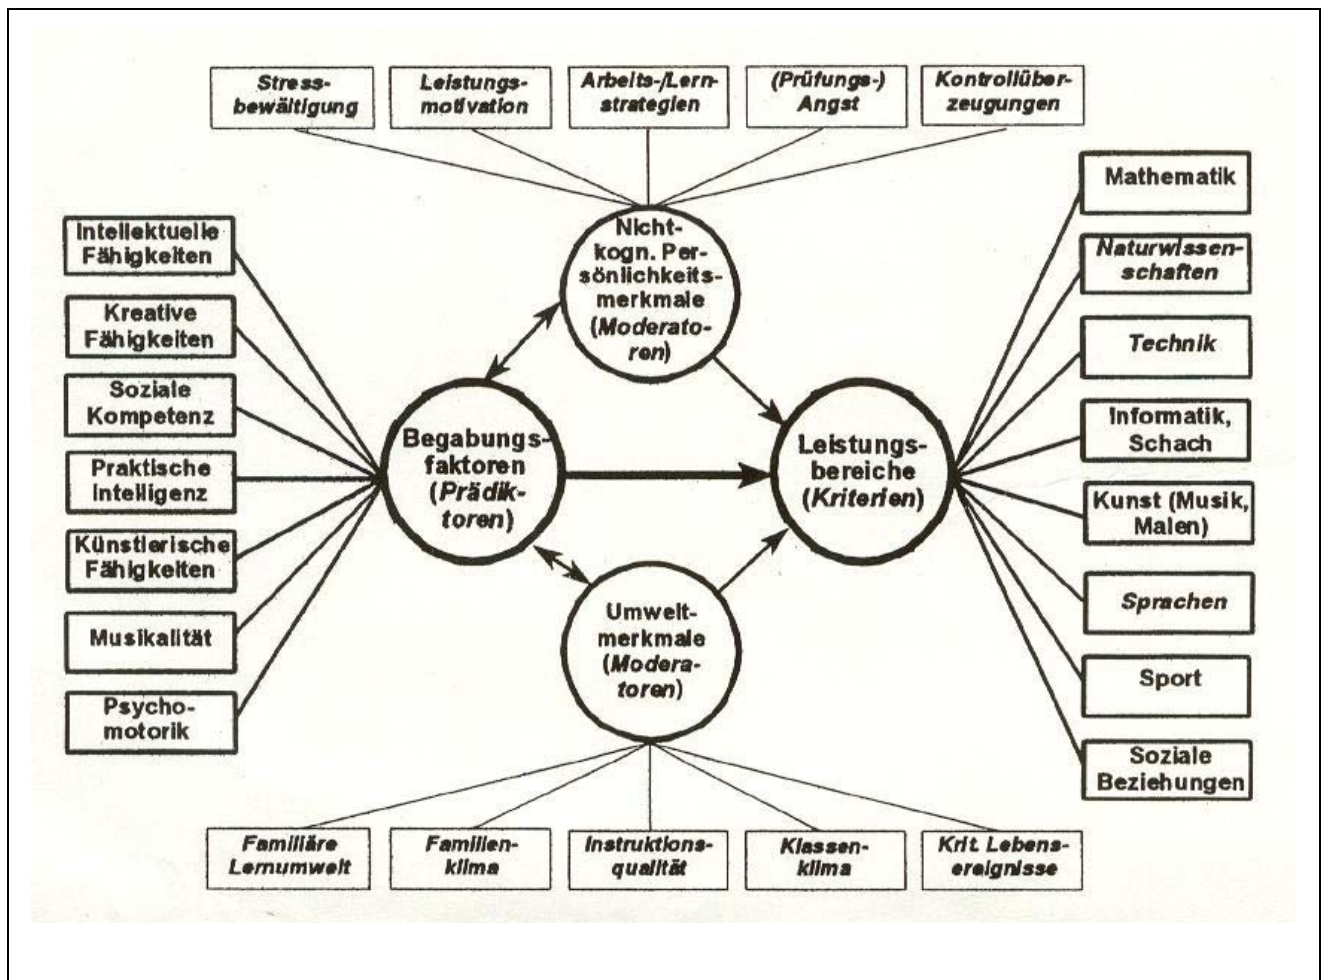 Stress-
bewältigung
Leistungs-
motivation
Arbeits-/Lern-
strategien
(Prüfungs-)
Angst
Kontrollüber-
zeugungen
Intellektuelle
Fähigkeiten
Kreative
Fähigkeiten
Soziale
Kompetenz
Praktische
Intelligenz
Künstlerische
Fähigkeiten
Musikalität
Psycho-
motorik
Nicht-
kogn. Per-
sönlichkeits-
merkmale
(Moderato-
ren)
Begabungs-
faktoren
(Prädik-
toren)
Leistungs-
bereiche
(Kriterien)
Umwelt-
merkmale
(Modera-
toren)
Mathematik
Naturwissen-
schaften
Technik
Informatik,
Schach
Kunst (Musik,
Malen)
Sprachen
Sport
Soziale
Beziehungen
Familiäre
Lernumwelt
Familien-
klima
Instruktions-
qualität
Klassen-
klima
Krit. Lebens-
ereignisse